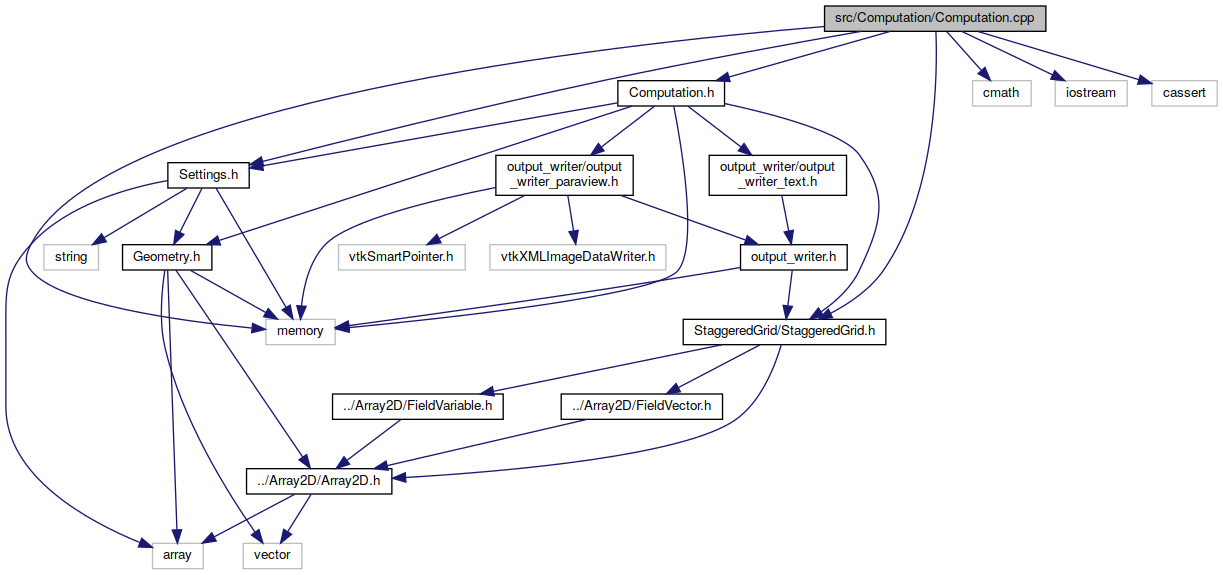 src/Computation/Computation.cpp
Computation.h
cmath
iostream
cassert
Settings.h
output_writer/output
_writer_paraview.h
output_writer/output
_writer_text.h
string
Geometry.h
vtkSmartPointer.h
vtkXMLImageDataWriter.h
output_writer.h
memory
StaggeredGrid/StaggeredGrid.h
../Array2D/FieldVariable.h
../Array2D/FieldVector.h
../Array2D/Array2D.h
array
vector